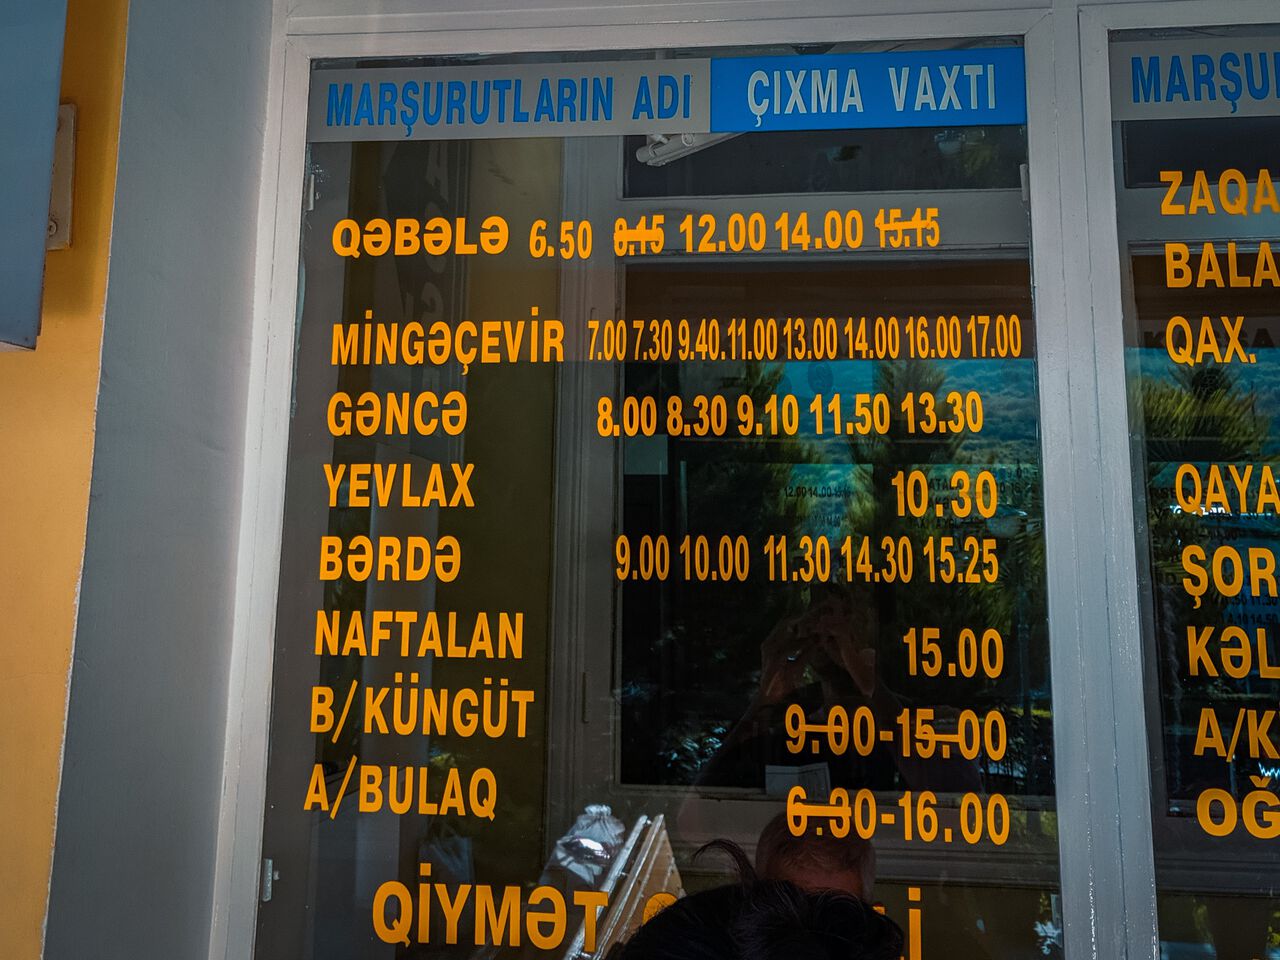 MARŞURUTLARIN ADI ÇIXMA VAXTI
QƏBƏLƏ 6.50 8.15 12.00 14.00 15.15
MİNGƏÇEVİR 7.00 7.30 9.40.11.00 13.00 14.00 16.00 17.00
GƏNCƏ 8.00 8.30 9.10 11.50 13.30
YEVLAX 10.30
BƏRDƏ 9.00 10.00 11.30 14.30 15.25
NAFTALAN 15.00
B/KÜNGÜT 9.00-15.00
A/BULAQ 6.30-16.00
QİYMƏT
MARŞU
ZAQA
BALA
QAX.
QAYA
ŞOR
KƏL
A/K
OĞ